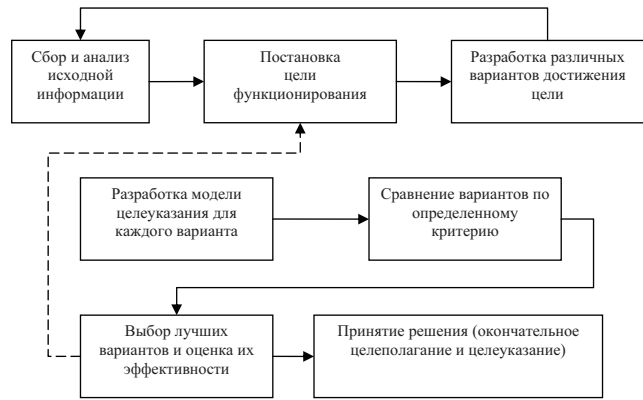 Сбор и анализ
исходной
информации
Постановка
цели
функционирования
Разработка различных
вариантов достижения
цели
Разработка модели
целеуказания для
каждого варианта
Сравнение вариантов по
определенному
критерию
Выбор лучших
вариантов и оценка их
эффективности
Принятие решения (окончательное
целеполагание и целеуказание)